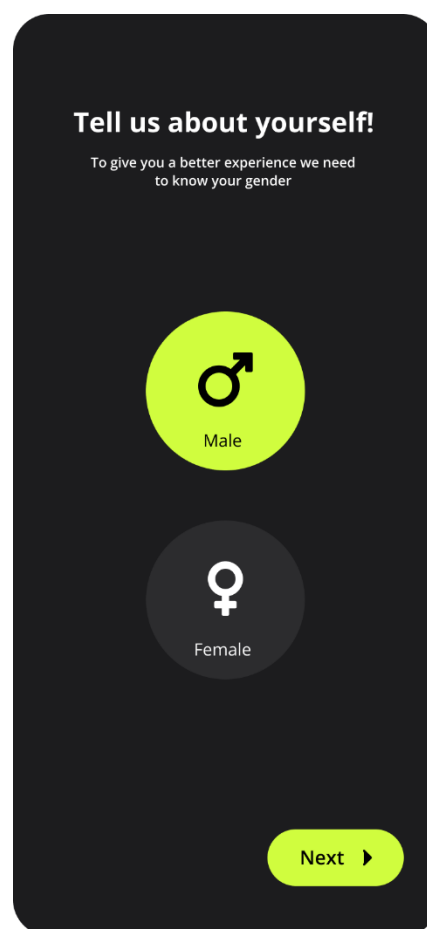 Tell us about yourself!
To give you a better experience we need
to know your gender
Male
Female
Next